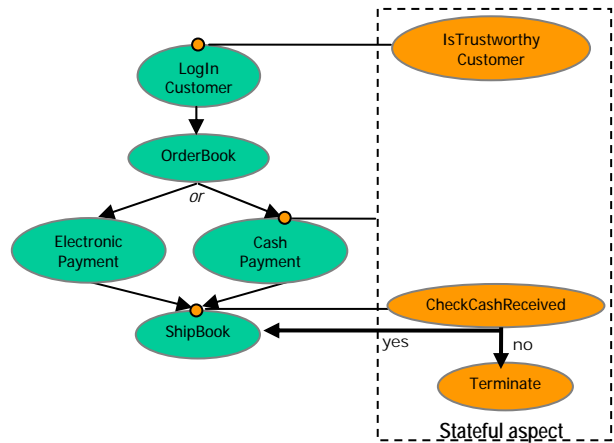 IsTrustworthy
Customer
LogIn
Customer
OrderBook
or
Electronic
Payment
Cash
Payment
CheckCashReceived
ShipBook
yes
no
Terminate
Stateful aspect